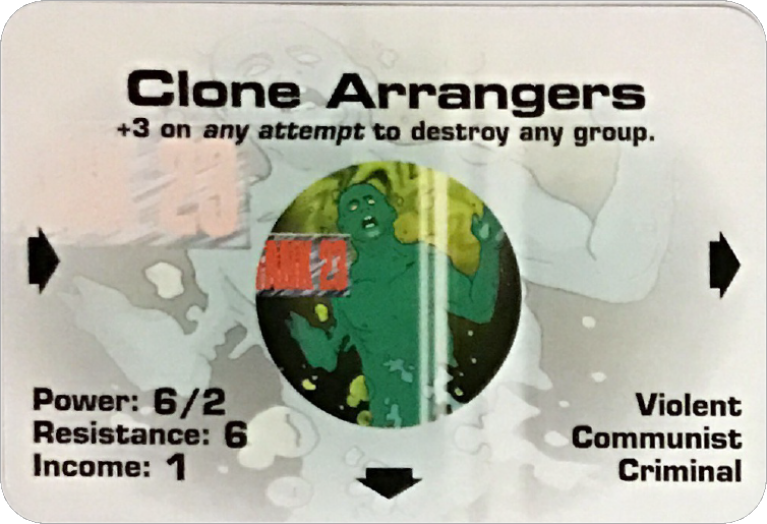 Clone Arrangers
+3 on any attempt to destroy any group.
23
Power: 6/2
Resistance: 6
Income: 1
Violent
Communist
Criminal